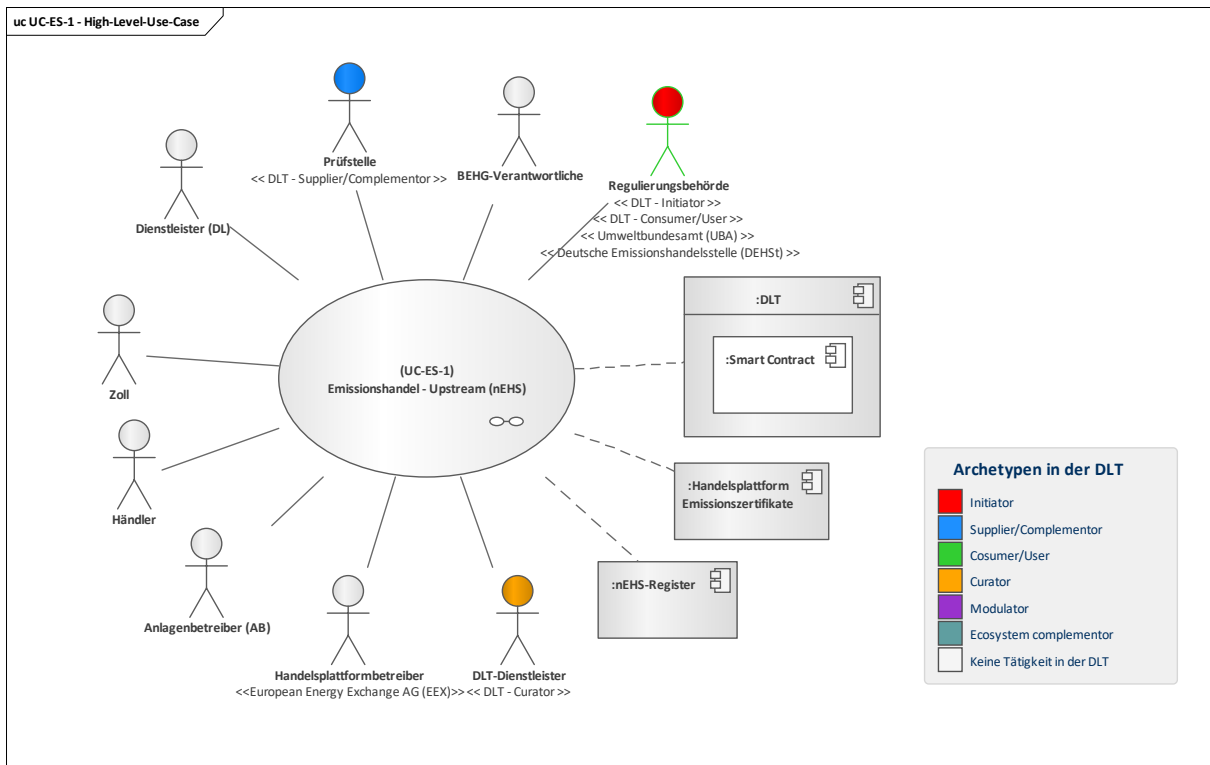 uc UC-ES-1 - High-Level-Use-Case
Prüfstelle
<< DLT - Supplier/Complementor >>
BEHG-Verantwortliche
Regulierungsbehörde
<< DLT - Initiator >>
<< DLT - Consumer/User >>
<< Umweltbundesamt (UBA) >>
<< Deutsche Emissionshandelsstelle (DEHSt) >>
Dienstleister (DL)
:DLT
:Smart Contract
(UC-ES-1)
Emissionshandel - Upstream (nEHS)
Zoll
Händler
:Handelsplattform
Emissionszertifikate
:nEHS-Register
Anlagenbetreiber (AB)
Handelsplattformbetreiber
<<European Energy Exchange AG (EEX)>>
DLT-Dienstleister
<< DLT - Curator >>
Archetypen in der DLT
Initiator
Supplier/Complementor
Cosumer/User
Curator
Modulator
Ecosystem complementor
Keine Tätigkeit in der DLT